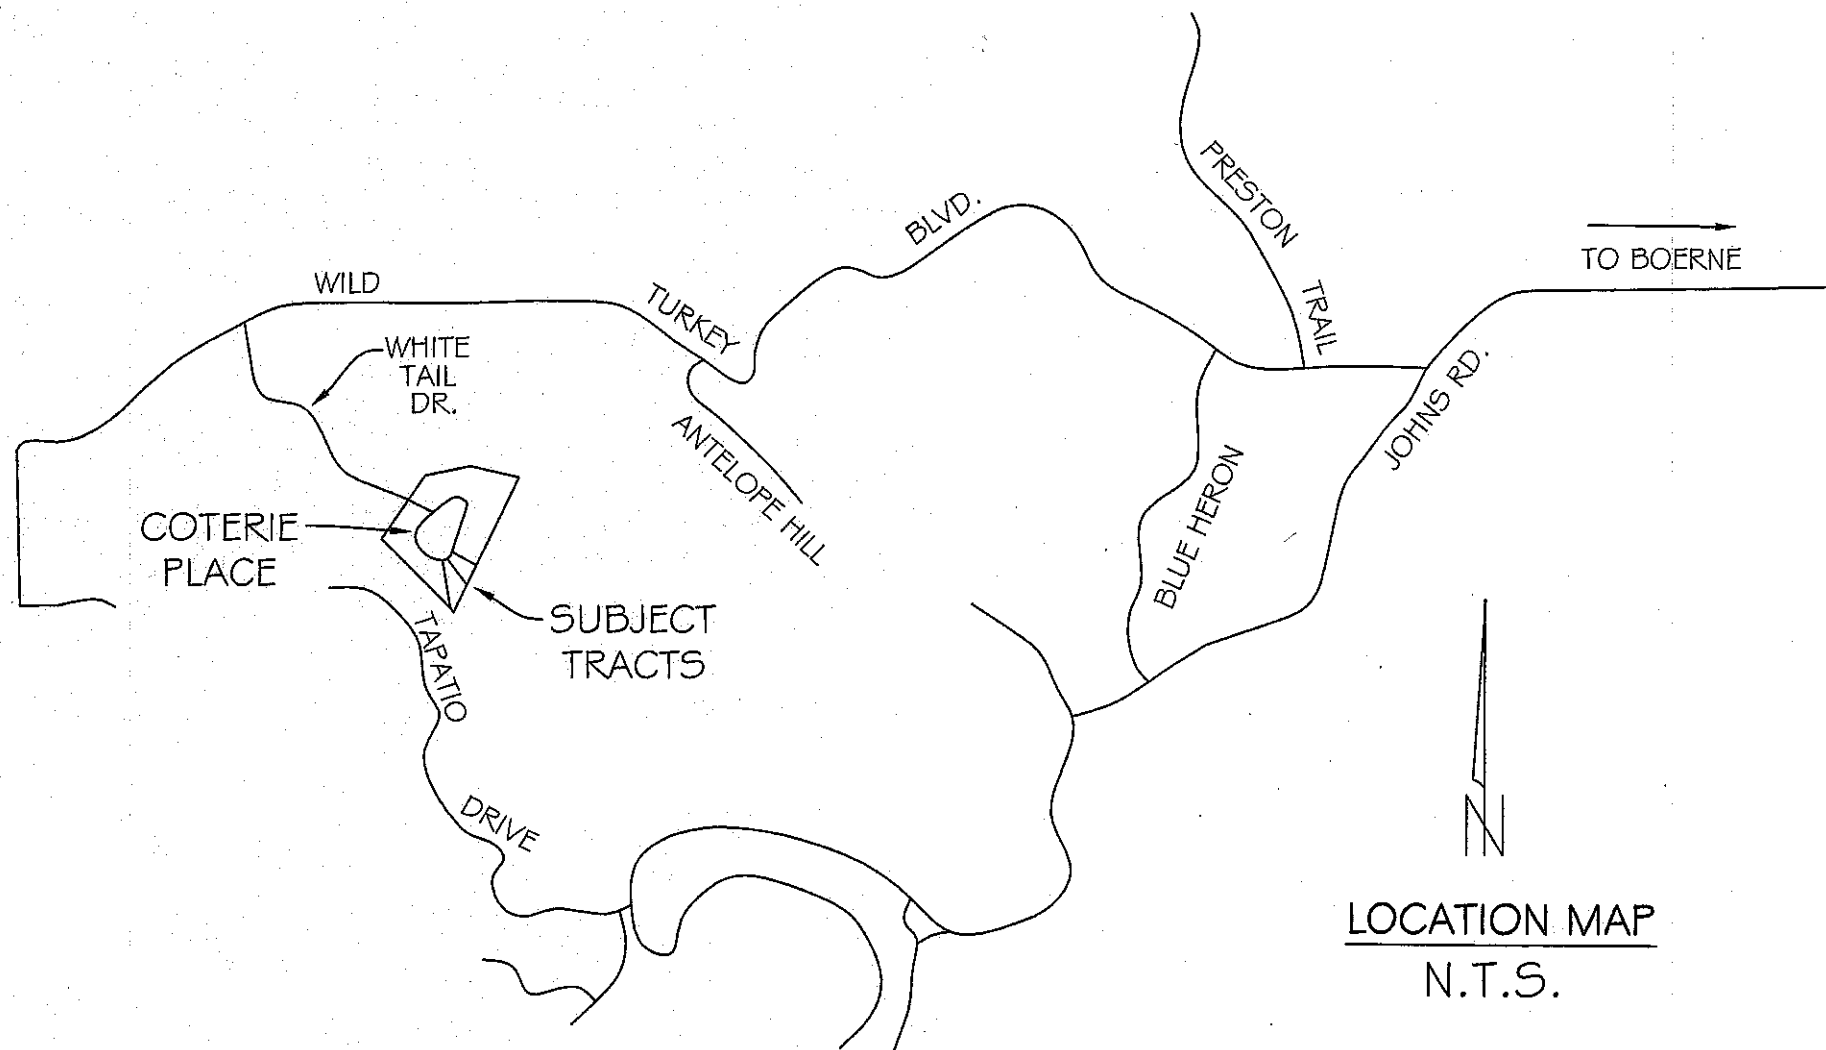 PRESTON
TRAIL
BLVD.
TO BOERNE
WILD
TURKEY
WHITE
TAIL
DR.
JOHNS RD.
ANTELOPE HILL
BLUE HERON
COTERIE
PLACE
SUBJECT
TRACTS
TAPATIO
DRIVE
N
LOCATION MAP
N.T.S.